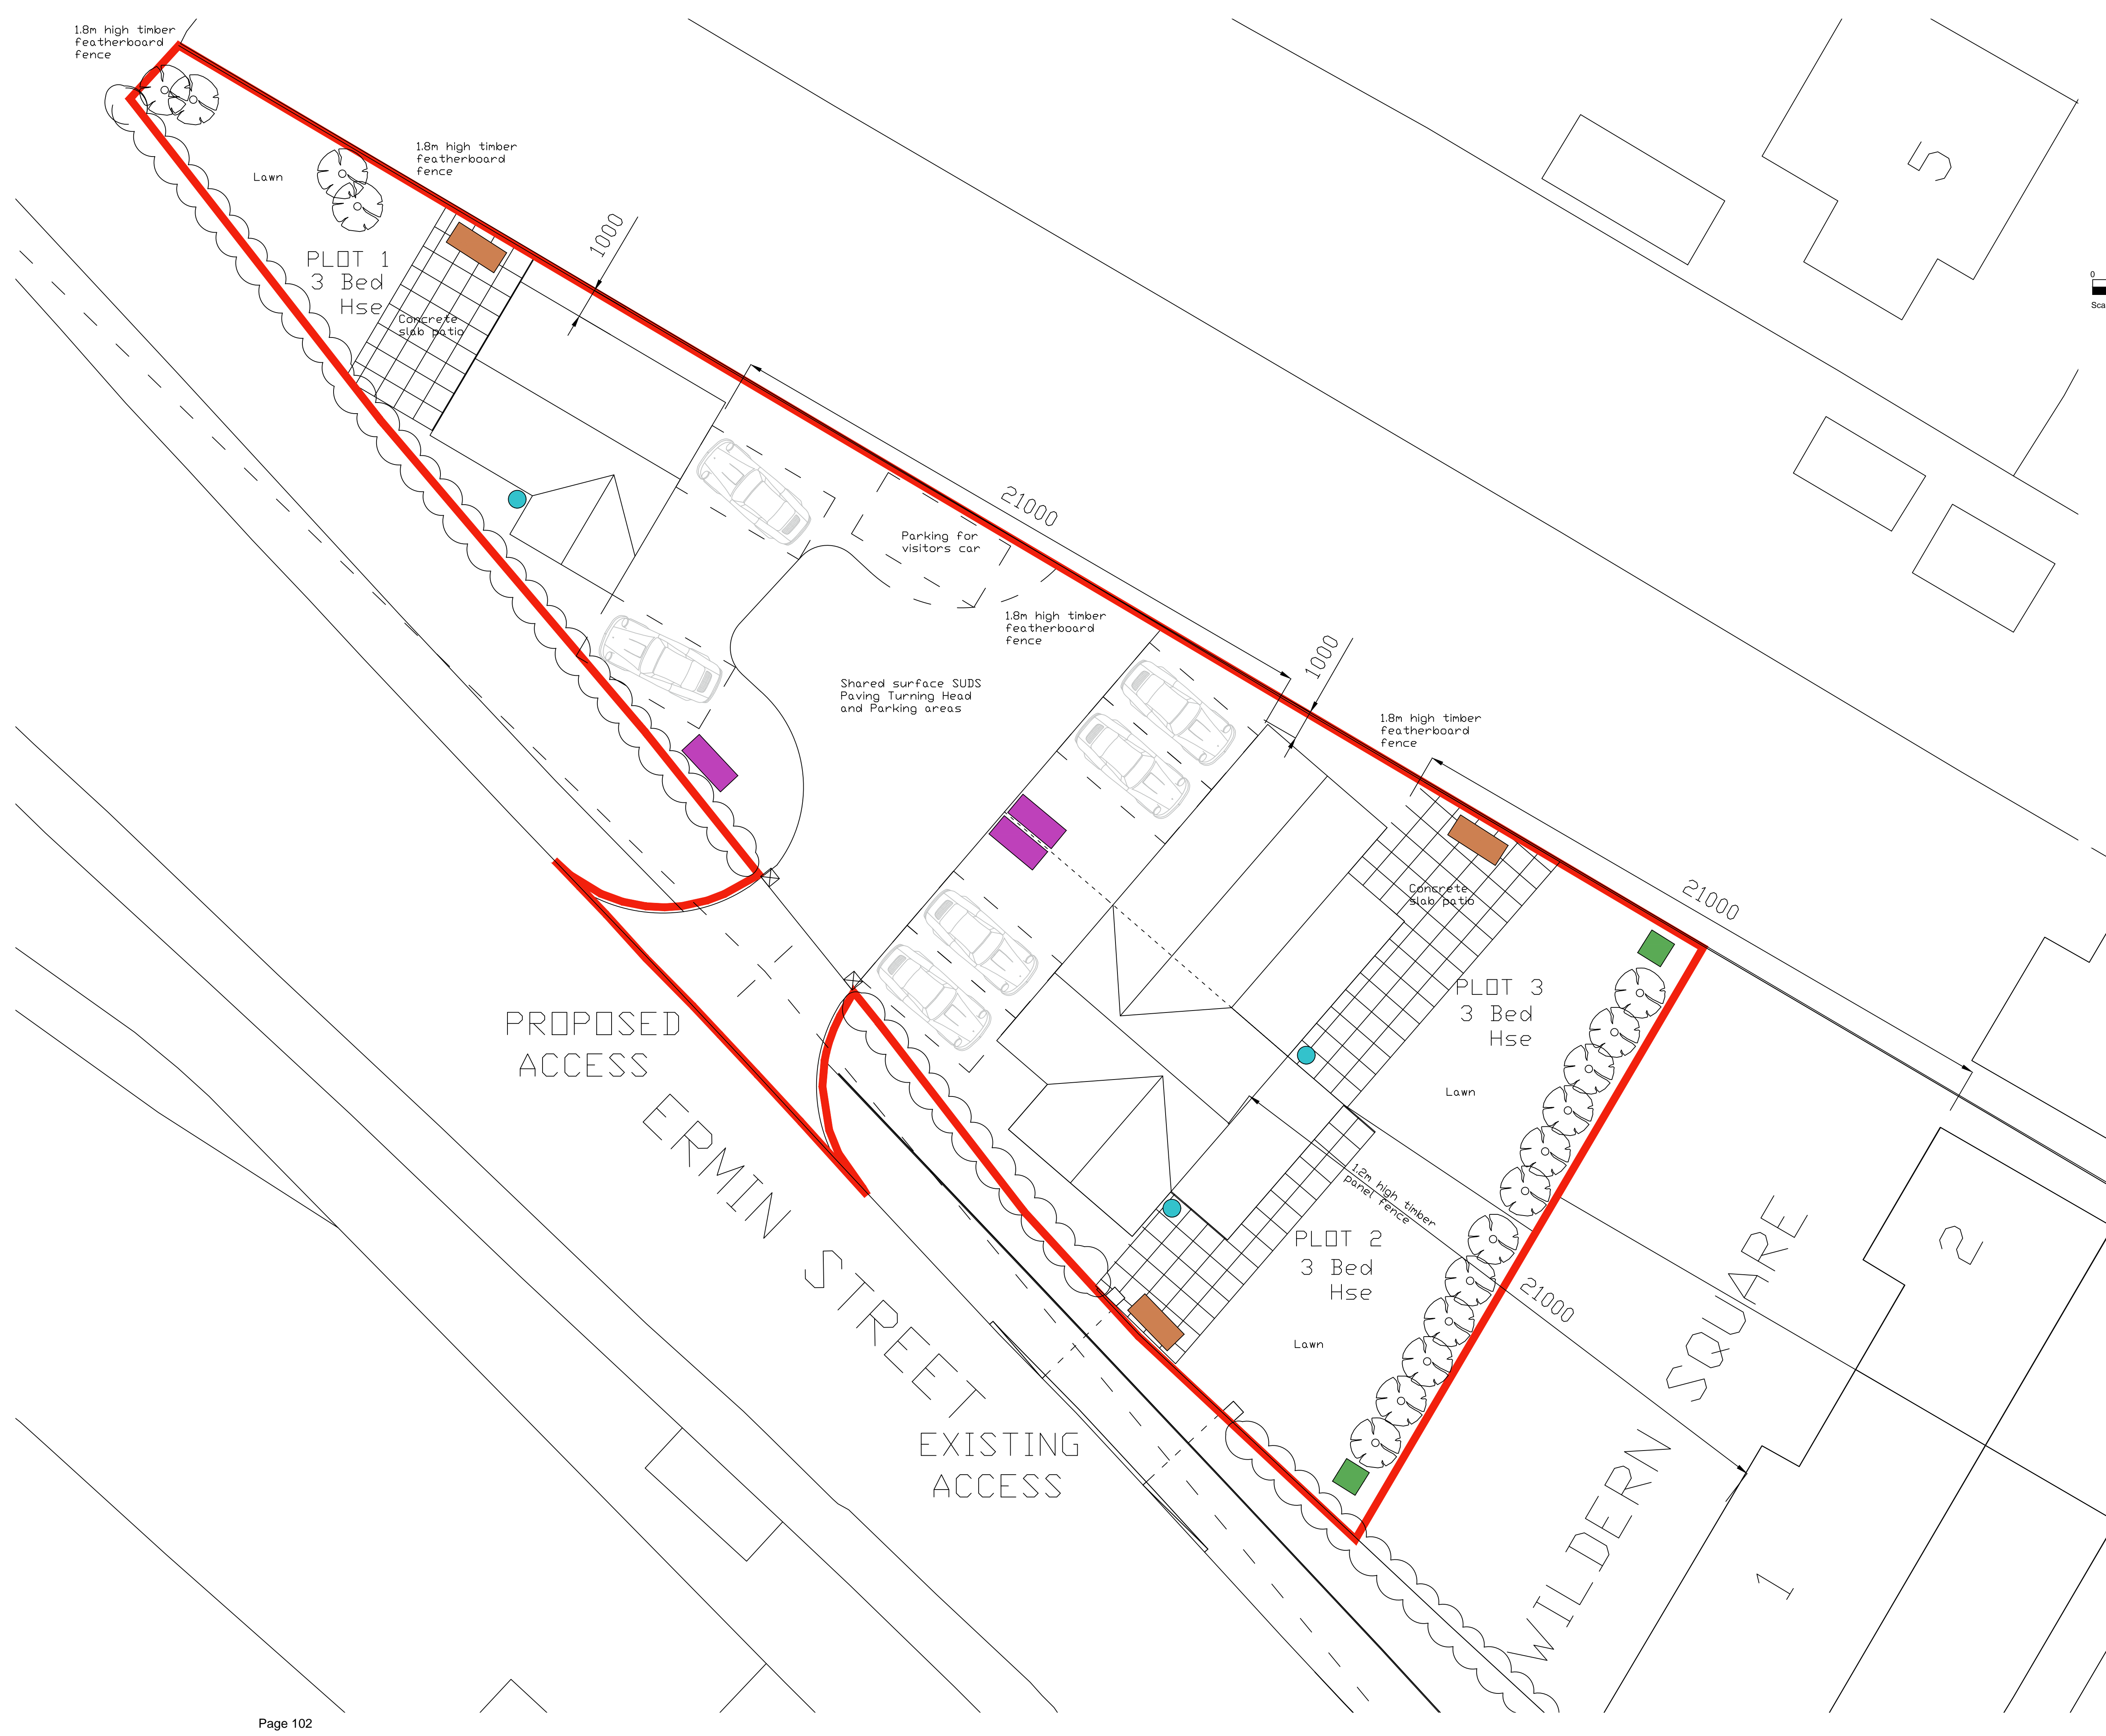 1.8m high timber
featherboard
fence
1.8m high timber
featherboard
fence
Lawn
5
1000
PLOT 1
3 Bed
Hse
0
Concrete
slab patio
21000
Parking for
visitors car
1.8m high timber
featherboard
fence
1000
Shared surface SUDS
Paving Turning Head
and Parking areas
1.8m high timber
featherboard
fence
Concrete
slab patio
21000
PLOT 3
3 Bed
Hse
PROPOSED
ACCESS
Lawn
ERMIN STREET
1.2m high timber
panel fence
PLOT 2
3 Bed
Hse
2
21000
Lawn
WILDERN SQUARE
EXISTING
ACCESS
1
Page 102